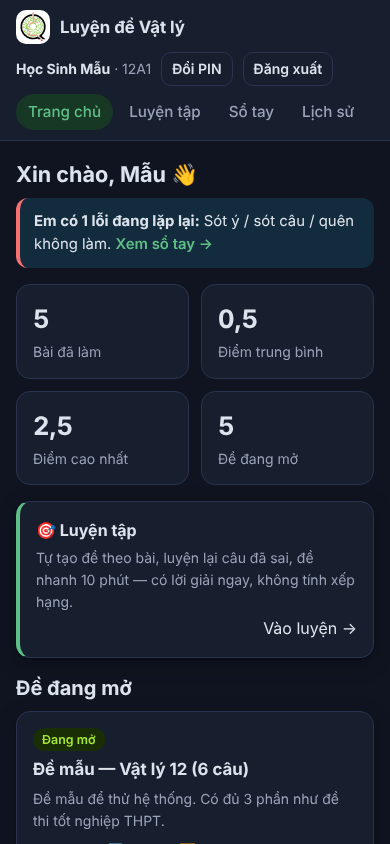 Luyện đề Vật lý
Học Sinh Mẫu · 12A1 Đổi PIN Đăng xuất
Trang chủ Luyện tập Sổ tay Lịch sử
Xin chào, Mẫu 👋
Em có 1 lỗi đang lặp lại: Sót ý / sót câu / quên
không làm. Xem sổ tay →
5
Bài đã làm
0,5
Điểm trung bình
2,5
Điểm cao nhất
5
Đề đang mở
🎯 Luyện tập
Tự tạo đề theo bài, luyện lại câu đã sai, đề
nhanh 10 phút — có lời giải ngay, không tính xếp
hạng.
Vào luyện →
Đề đang mở
Đang mở
Đề mẫu — Vật lý 12 (6 câu)
Đề mẫu để thử hệ thống. Có đủ 3 phần như đề
thi tốt nghiệp THPT.